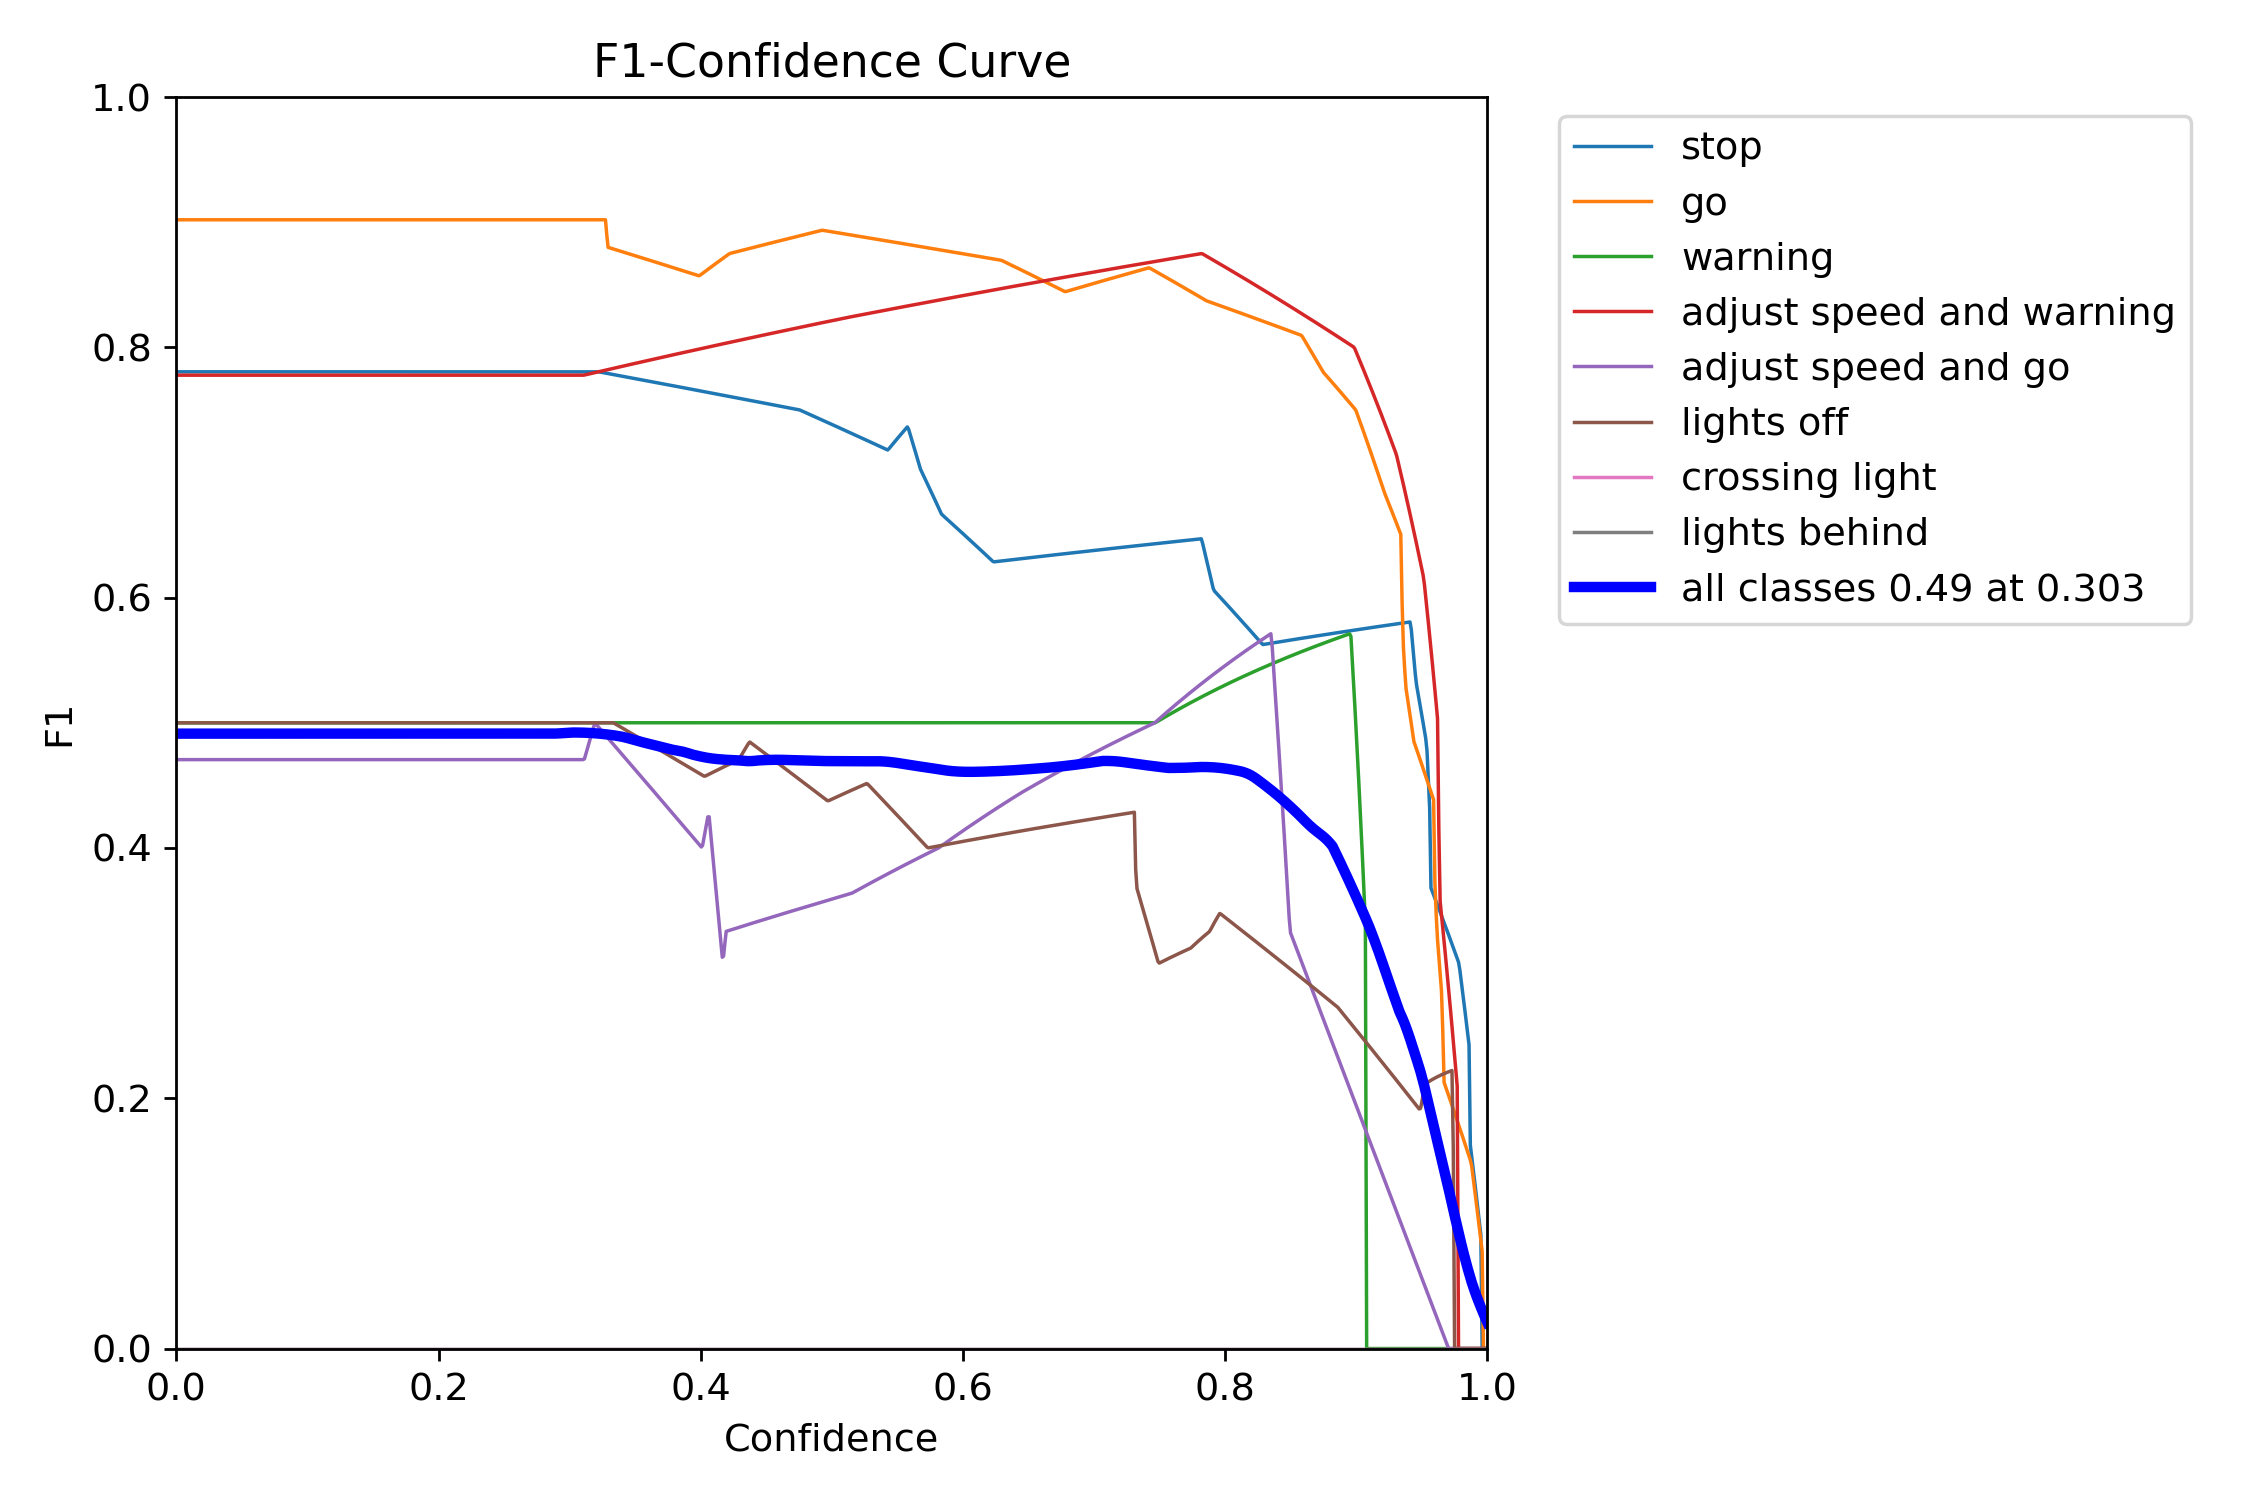 F1-Confidence Curve
1.0
0.8
0.6
0.4
0.2
0.0
F1
0.0 0.2 0.4 0.6 0.8 1.0
Confidence
stop
go
warning
adjust speed and warning
adjust speed and go
lights off
crossing light
lights behind
all classes 0.49 at 0.303